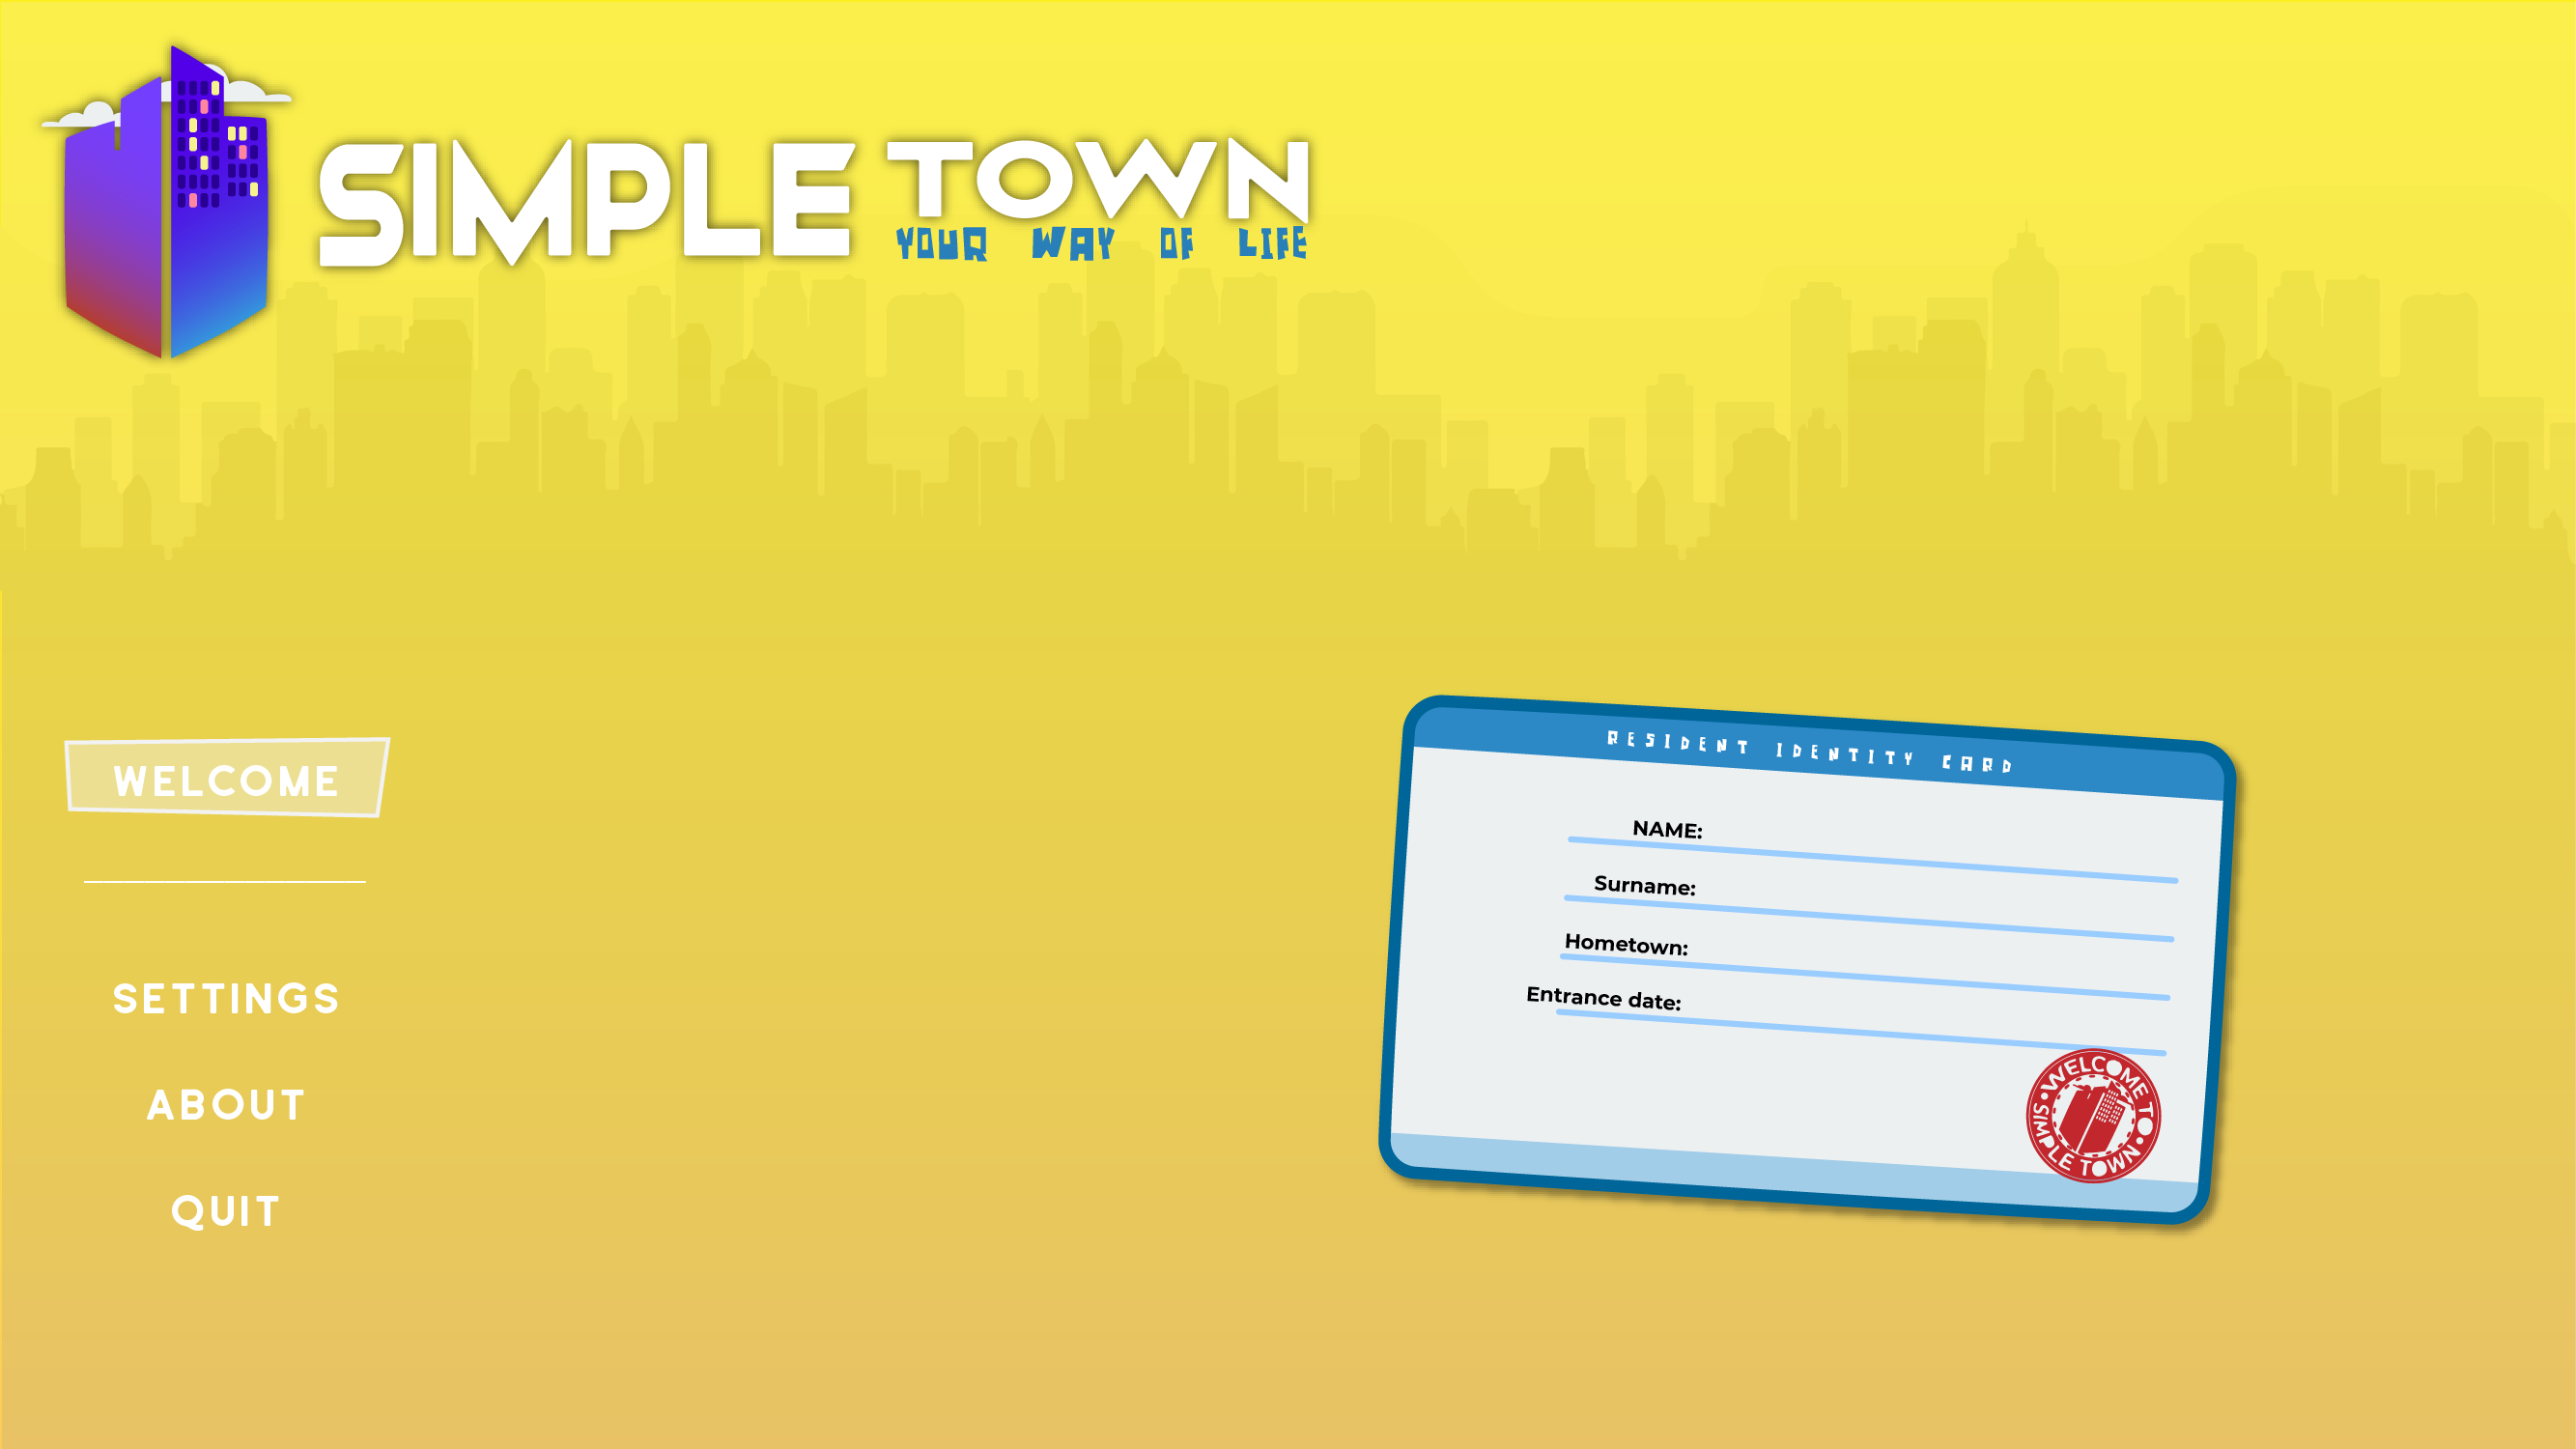 SIMPLE TOWN
YOUR WAY OF LIFE
WELCOME
SETTINGS
ABOUT
QUIT
RESIDENT IDENTITY CARD
NAME:
Surname:
Hometown:
Entrance date:
WELCOME TO
SIMPLE TOWN